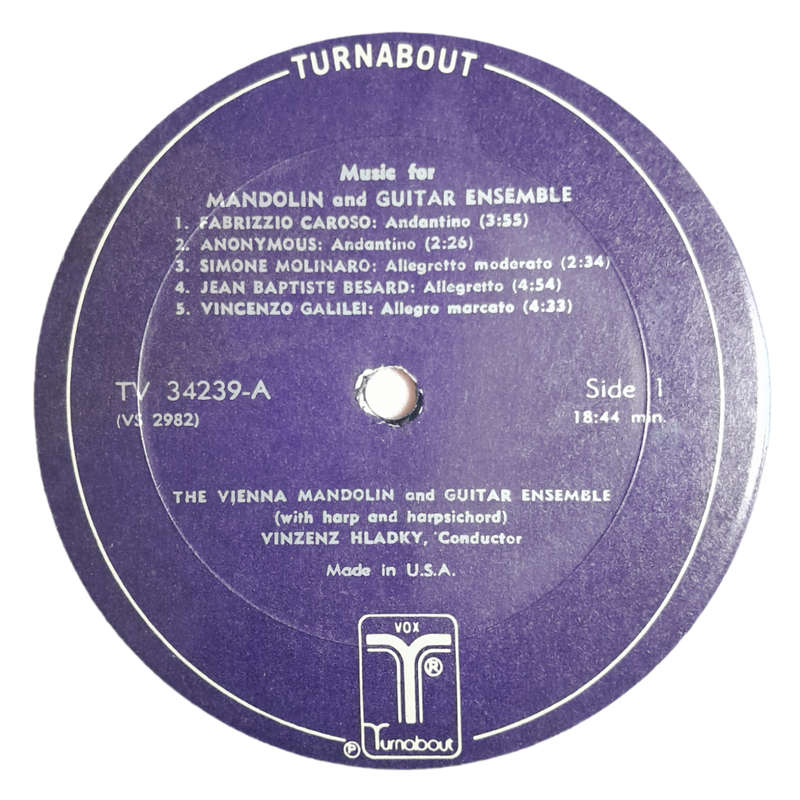 TURNABOUT
Music for
MANDOLIN and GUITAR ENSEMBLE
1. FABRIZZIO CAROSO: Andantino (3:55)
2. ANONYMOUS: Andantino (2:26)
3. SIMONE MOLINARO: Allegretto moderato (2:34)
4. JEAN BAPTISTE BESARD: Allegretto (4:54)
5. VINCENZO GALILEI: Allegro marcato (4:33)
TV 34239-A Side 1
(VS 2982) 18:44 min.
THE VIENNA MANDOLIN and GUITAR ENSEMBLE
(with harp and harpsichord)
VINZENZ HLADKY, Conductor
Made in U.S.A.
VOX
®
℗ Turnabout